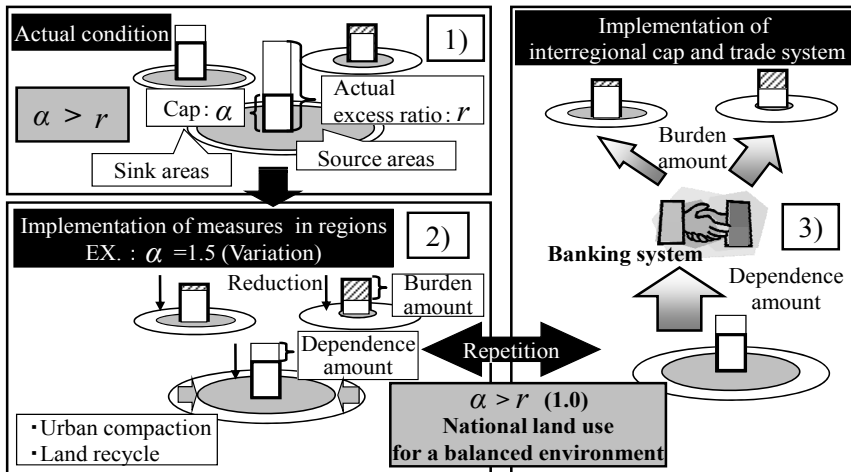 Actual condition
1)
α > r
Cap : α
Actual
excess ratio : r
Sink areas
Source areas
Implementation of measures in regions
EX. : α =1.5 (Variation)
2)
Reduction
Burden
amount
Dependence
amount
・Urban compaction
・Land recycle
Repetition
α > r (1.0)
National land use
for a balanced environment
Implementation of
interregional cap and trade system
Burden
amount
3)
Banking system
Dependence
amount